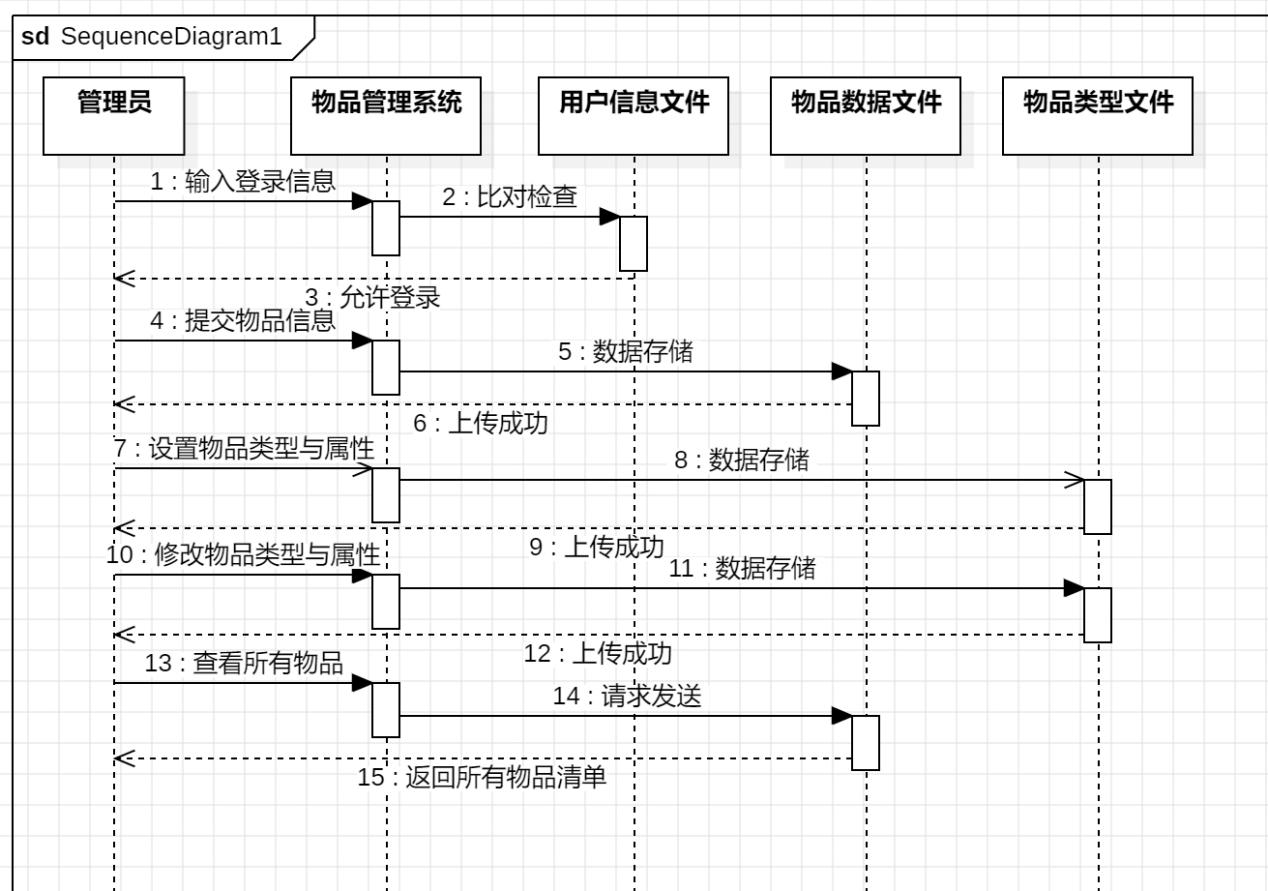 sd SequenceDiagram1
管理员
物品管理系统
用户信息文件
物品数据文件
物品类型文件
1 : 输入登录信息
2 : 比对检查
3 : 允许登录
4 : 提交物品信息
5 : 数据存储
6 : 上传成功
7 : 设置物品类型与属性
8 : 数据存储
9 : 上传成功
10 : 修改物品类型与属性
11 : 数据存储
12 : 上传成功
13 : 查看所有物品
14 : 请求发送
15 : 返回所有物品清单